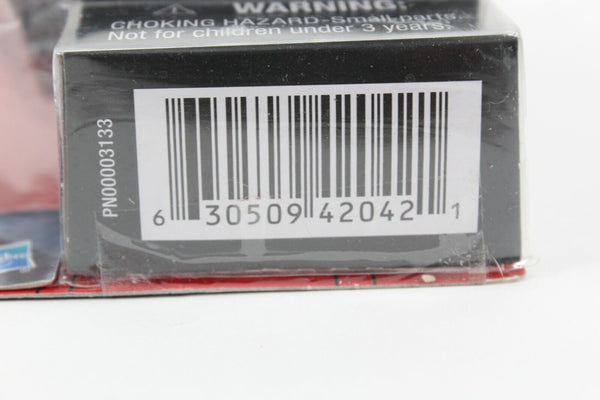 WARNING:
CHOKING HAZARD-Small parts.
Not for children under 3 years.
PN00003133
6 30509 42042 1